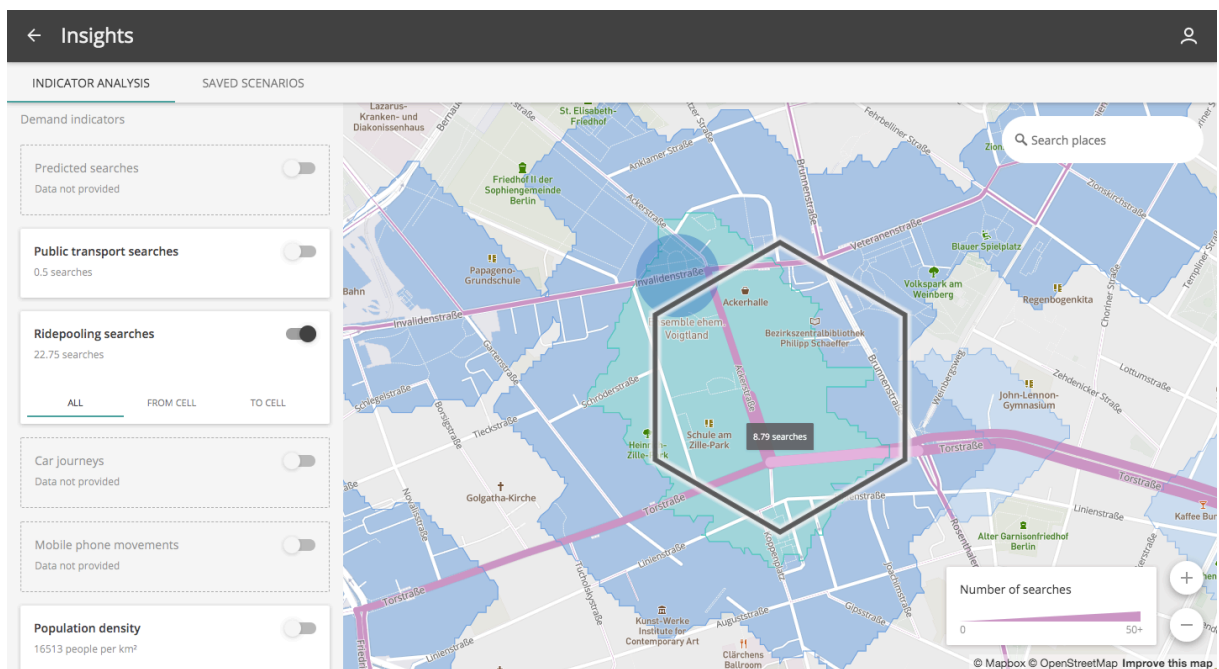 Insights
INDICATOR ANALYSIS
SAVED SCENARIOS
Demand indicators
Predicted searches
Data not provided
Public transport searches
0.5 searches
Ridepooling searches
22.75 searches
ALL
FROM CELL
TO CELL
Car journeys
Data not provided
Mobile phone movements
Data not provided
Population density
16513 people per km²
Search places
Lazarus-
Kranken- und
Diakonissenhaus
St. Elisabeth-
Friedhof
Fehrbelliner Straße
Anklamer Straße
Friedhof II der
Sophiengemeinde
Berlin
Ackerstraße
Brunnenstraße
Zionskirchstraße
Templiner
Veteranenstraße
Blauer Spielplatz
Papageno-
Grundschule
Invalidenstraße
Volkspark am
Weinberg
Regenbogenkita
Choriner Straße
Ackerhalle
Invalidenstraße
Bezirkszentralbibliothek
Philipp Schaeffer
Voigtland
Gartenstraße
Brunnenstraße
Weinbergsweg
Lottumstraße
Zehdenicker Straße
John-Lennon-
Gymnasium
Schlegelstraße
Borsigstraße
Schröderstraße
Ackerstraße
Tieckstraße
Schule am
Zille-Park
8.79 searches
Torstraße
Torstraße
Golgatha-Kirche
Novalisstraße
Torstraße
Linienstraße
Kaffee Bur
Alter Garnisonfriedhof
Berlin
Rosenthaler
Koppenplatz
Linienstraße
Joachimstraße
Tucholskystraße
Torstraße
Gipsstraße
Auguststraße
Kunst-Werke
Institute for
Contemporary Art
Clärchens
Ballroom
Number of searches
0
50+
+
−
© Mapbox © OpenStreetMap Improve this map